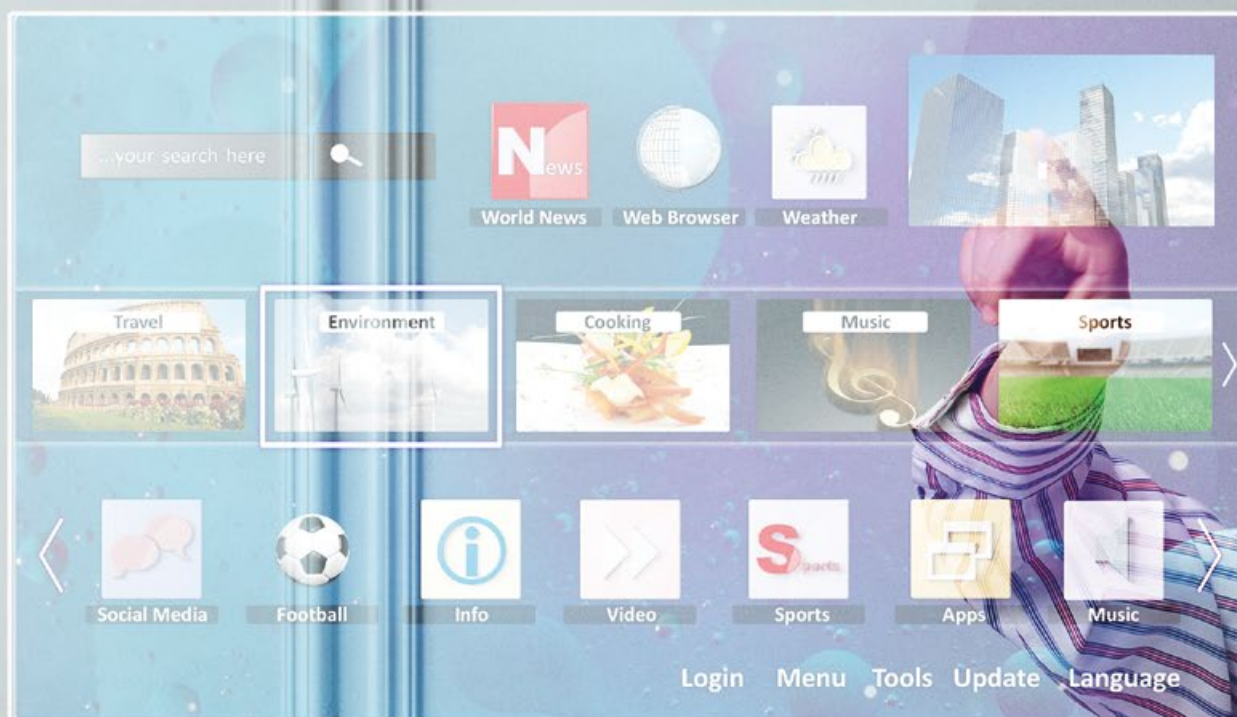 ...your search here
News
World News
Web Browser
Weather
Travel
Environment
Cooking
Music
Sports
Social Media
Football
Info
Video
Sports
Sports
Apps
Music
Login Menu Tools Update Language